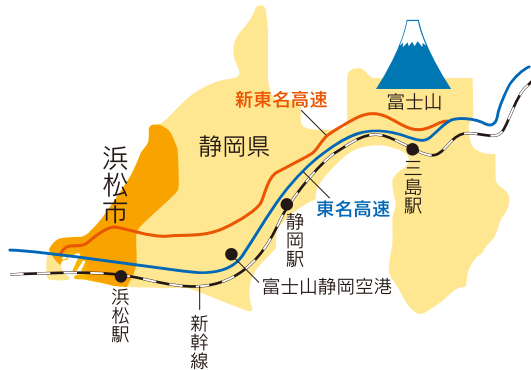 富士山
新東名高速
静岡県
浜松市
三島駅
東名高速
静岡駅
富士山静岡空港
浜松駅
新幹線